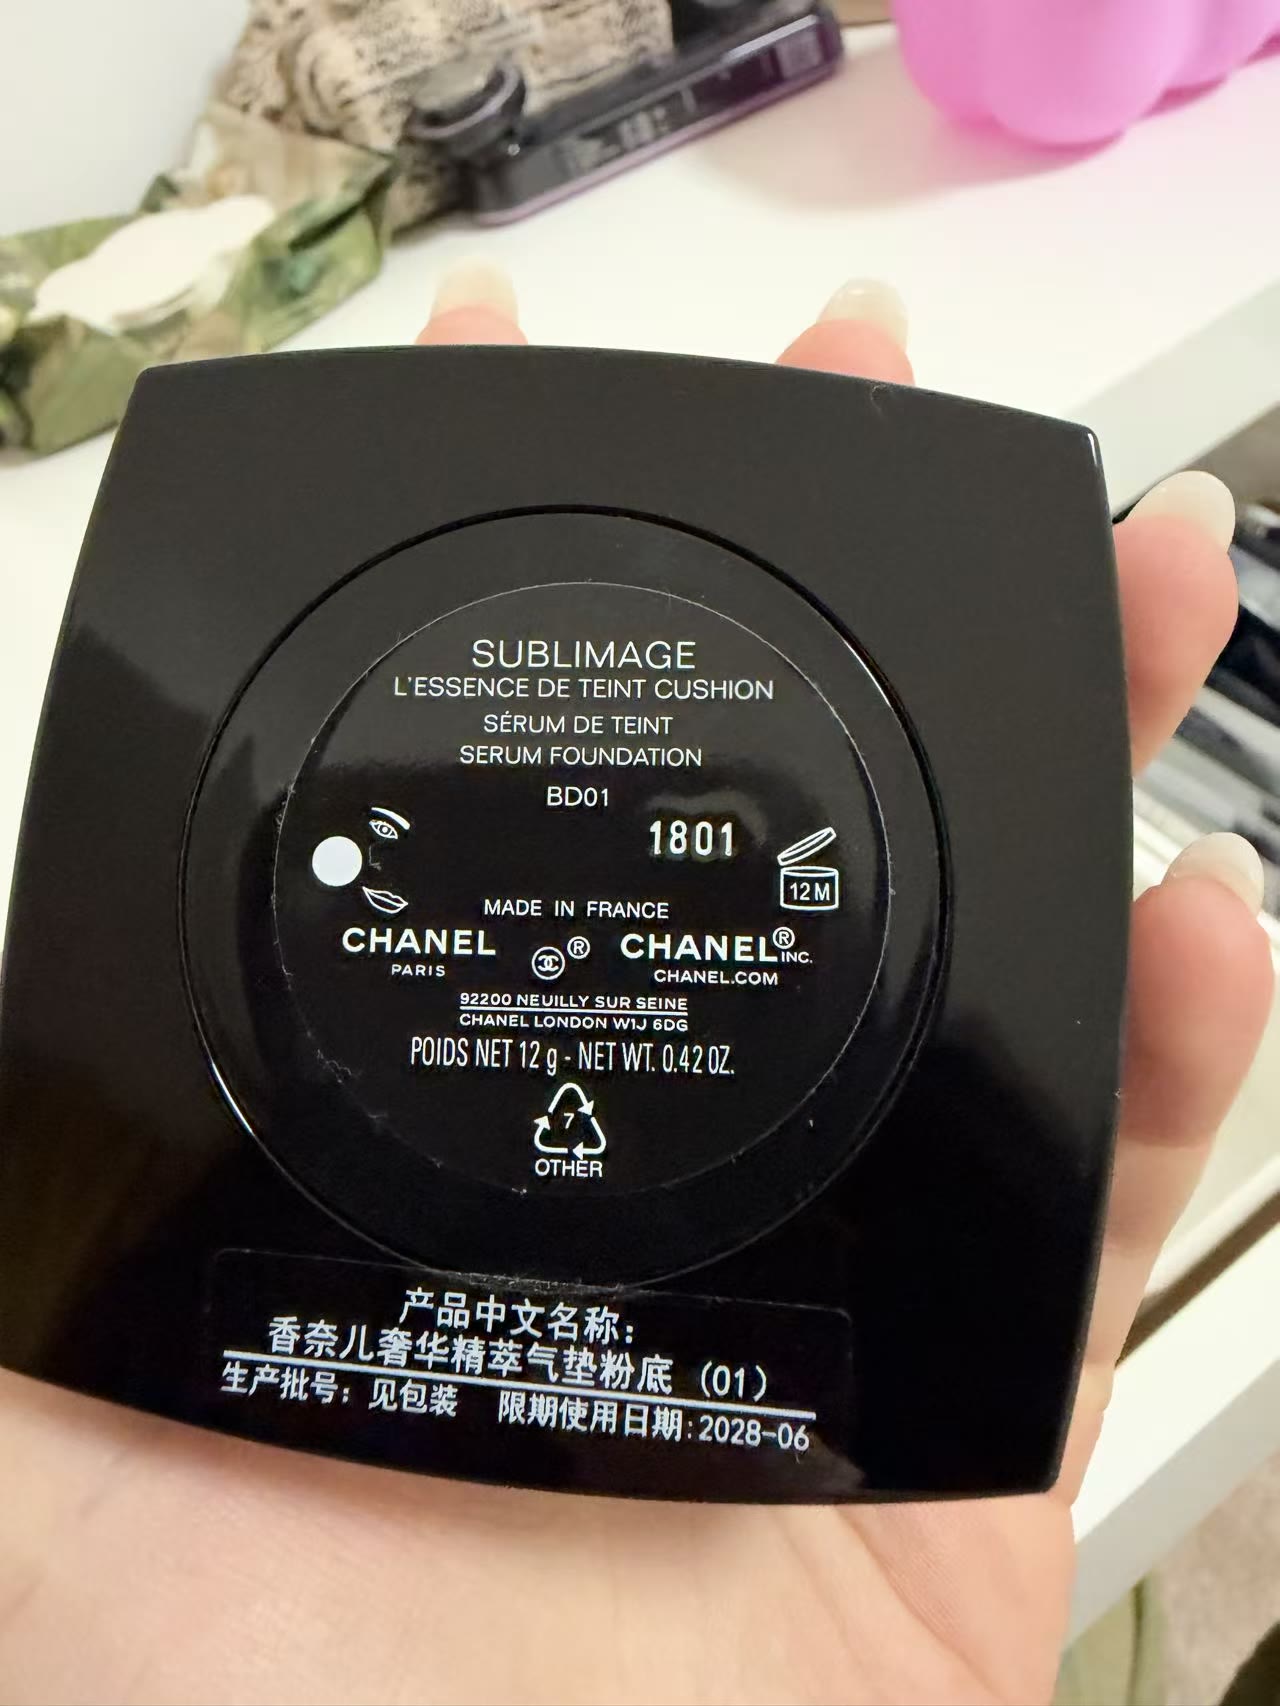 SUBLIMAGE
L'ESSENCE DE TEINT CUSHION
SÉRUM DE TEINT
SERUM FOUNDATION
BD01
1801
12 M
MADE IN FRANCE
CHANEL
PARIS
®
CHANEL® INC.
CHANEL.COM
92200 NEUILLY SUR SEINE
CHANEL LONDON W1J 6DG
POIDS NET 12 g - NET WT. 0.42 OZ.
7
OTHER
产品中文名称:
香奈儿奢华精萃气垫粉底 (01)
生产批号: 见包装 限期使用日期:2028-06